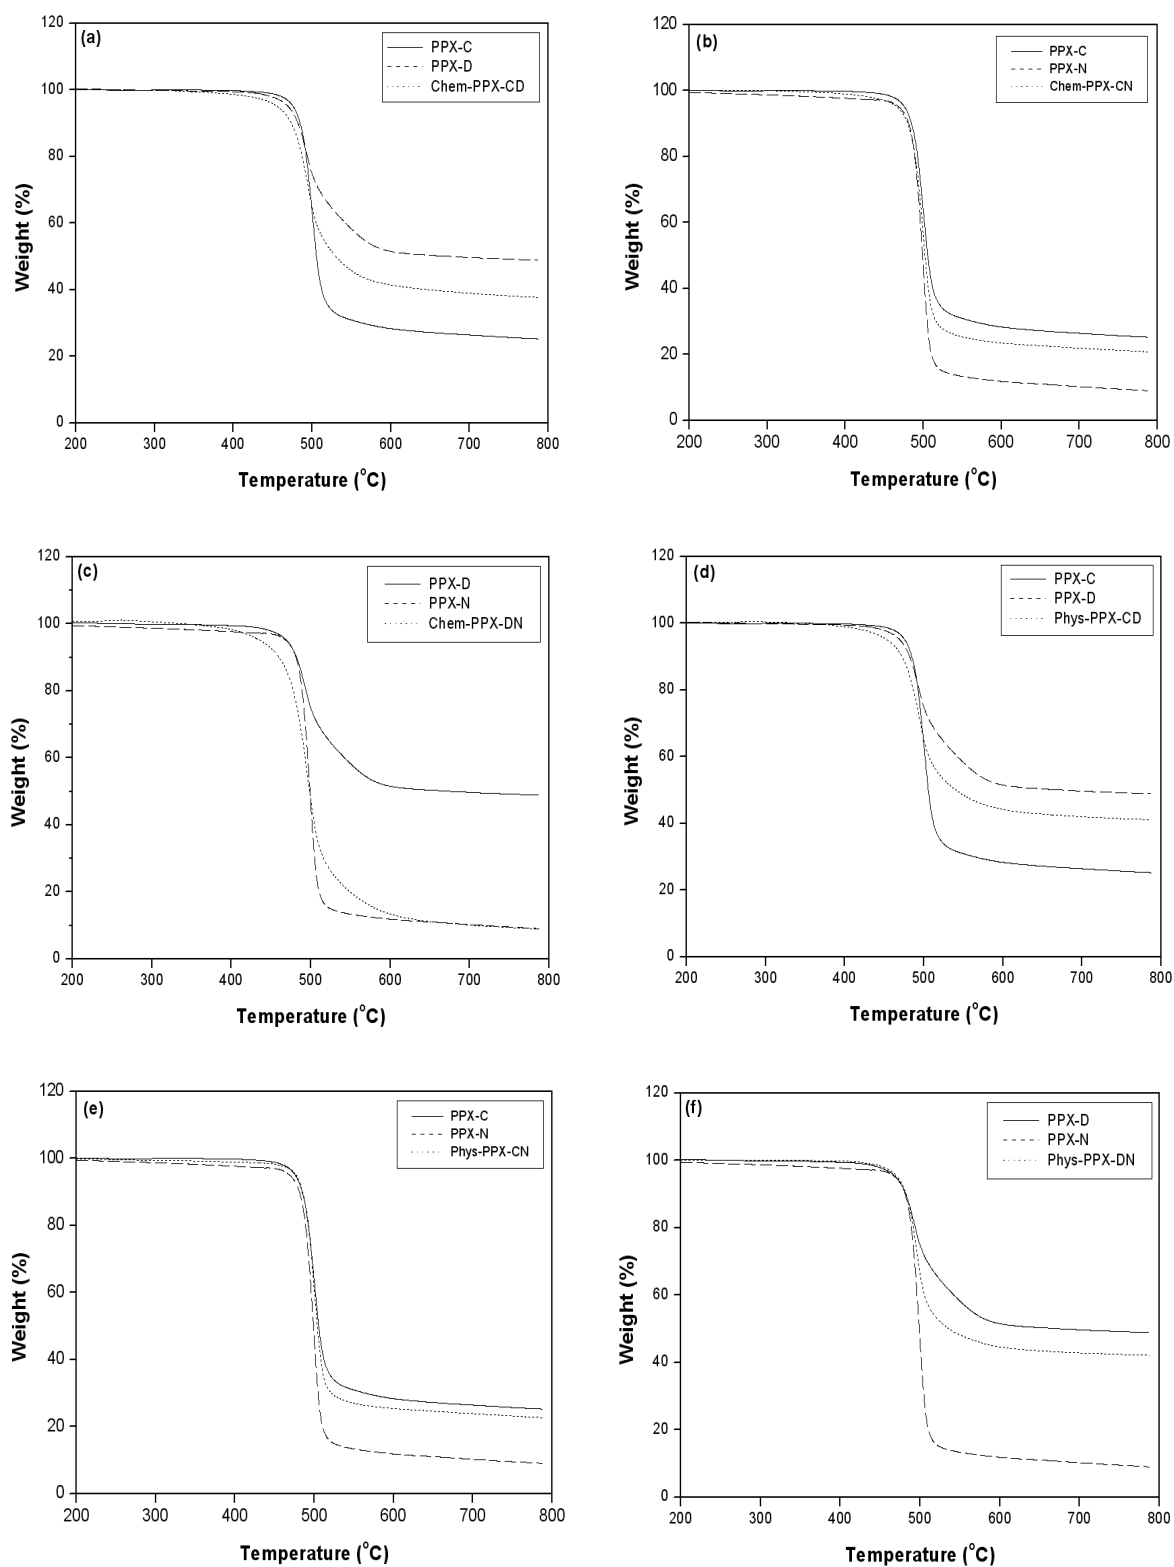 (a)
PPX-C
PPX-D
Chem-PPX-CD
120
100
80
60
40
20
0
Weight (%)
200 300 400 500 600 700 800
Temperature (°C)
(b)
PPX-C
PPX-N
Chem-PPX-CN
120
100
80
60
40
20
0
Weight (%)
200 300 400 500 600 700 800
Temperature (°C)
(c)
PPX-D
PPX-N
Chem-PPX-DN
120
100
80
60
40
20
0
Weight (%)
200 300 400 500 600 700 800
Temperature (°C)
(d)
PPX-C
PPX-D
Phys-PPX-CD
120
100
80
60
40
20
0
Weight (%)
200 300 400 500 600 700 800
Temperature (°C)
(e)
PPX-C
PPX-N
Phys-PPX-CN
120
100
80
60
40
20
0
Weight (%)
200 300 400 500 600 700 800
Temperature (°C)
(f)
PPX-D
PPX-N
Phys-PPX-DN
120
100
80
60
40
20
0
Weight (%)
200 300 400 500 600 700 800
Temperature (°C)